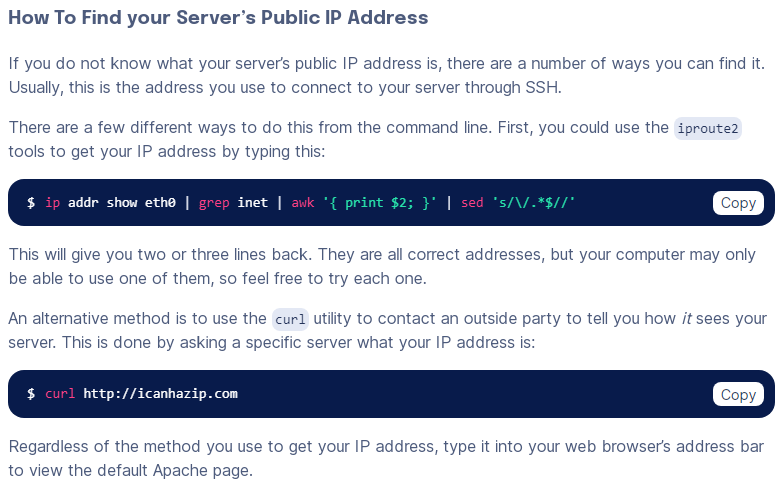 How To Find your Server's Public IP Address
If you do not know what your server's public IP address is, there are a number of ways you can find it.
Usually, this is the address you use to connect to your server through SSH.
There are a few different ways to do this from the command line. First, you could use the iproute2
tools to get your IP address by typing this:
$ ip addr show eth0 | grep inet | awk '{ print $2; }' | sed 's/\/.*$//'
Copy
This will give you two or three lines back. They are all correct addresses, but your computer may only
be able to use one of them, so feel free to try each one.
An alternative method is to use the curl utility to contact an outside party to tell you how it sees your
server. This is done by asking a specific server what your IP address is:
$ curl http://icanhazip.com
Copy
Regardless of the method you use to get your IP address, type it into your web browser's address bar
to view the default Apache page.